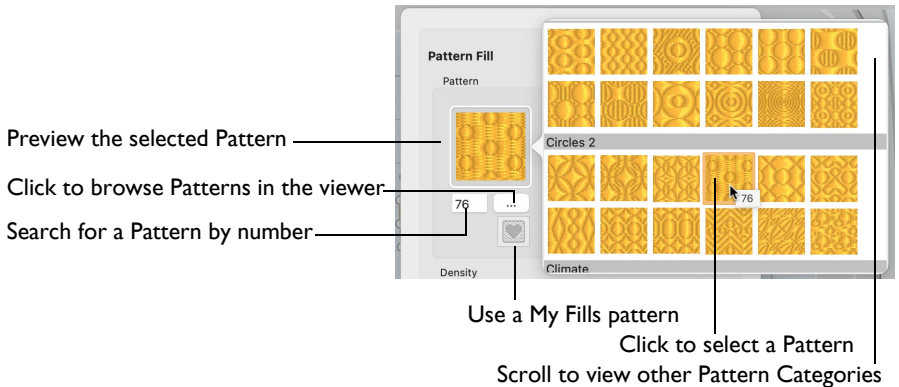 Pattern Fill
Pattern
Preview the selected Pattern
Circles 2
Click to browse Patterns in the viewer
76
...
76
Search for a Pattern by number
Climate
Density
Use a My Fills pattern
Click to select a Pattern
Scroll to view other Pattern Categories